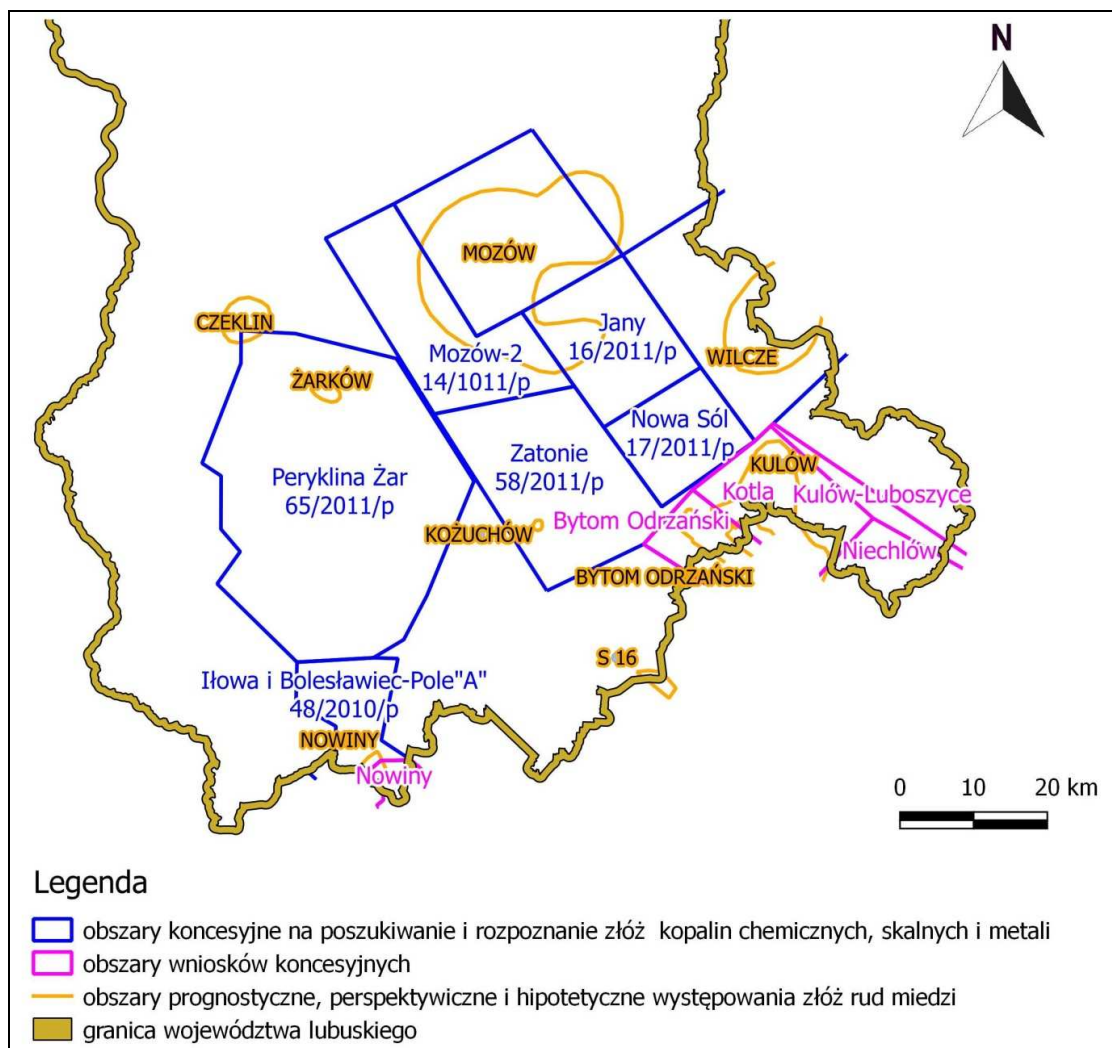 N
MOZÓW
CZEKLIN
Jany
16/2011/p
Mozów-2
14/1011/p
WILCZE
ŻARKÓW
Nowa Sól
17/2011/p
Zatonie
58/2011/p
KULÓW
Peryklina Żar
65/2011/p
Kotla
Kulów-Luboszyce
KOŻUCHÓW
Bytom Odrzański
Niechlów
BYTOM ODRZAŃSKI
S 16
Iłowa i Bolesławiec-Pole"A"
48/2010/p
NOWINY
Nowiny
0 10 20 km
Legenda
obszary koncesyjne na poszukiwanie i rozpoznanie złóż kopalin chemicznych, skalnych i metali
obszary wniosków koncesyjnych
obszary prognostyczne, perspektywiczne i hipotetyczne występowania złóż rud miedzi
granica województwa lubuskiego